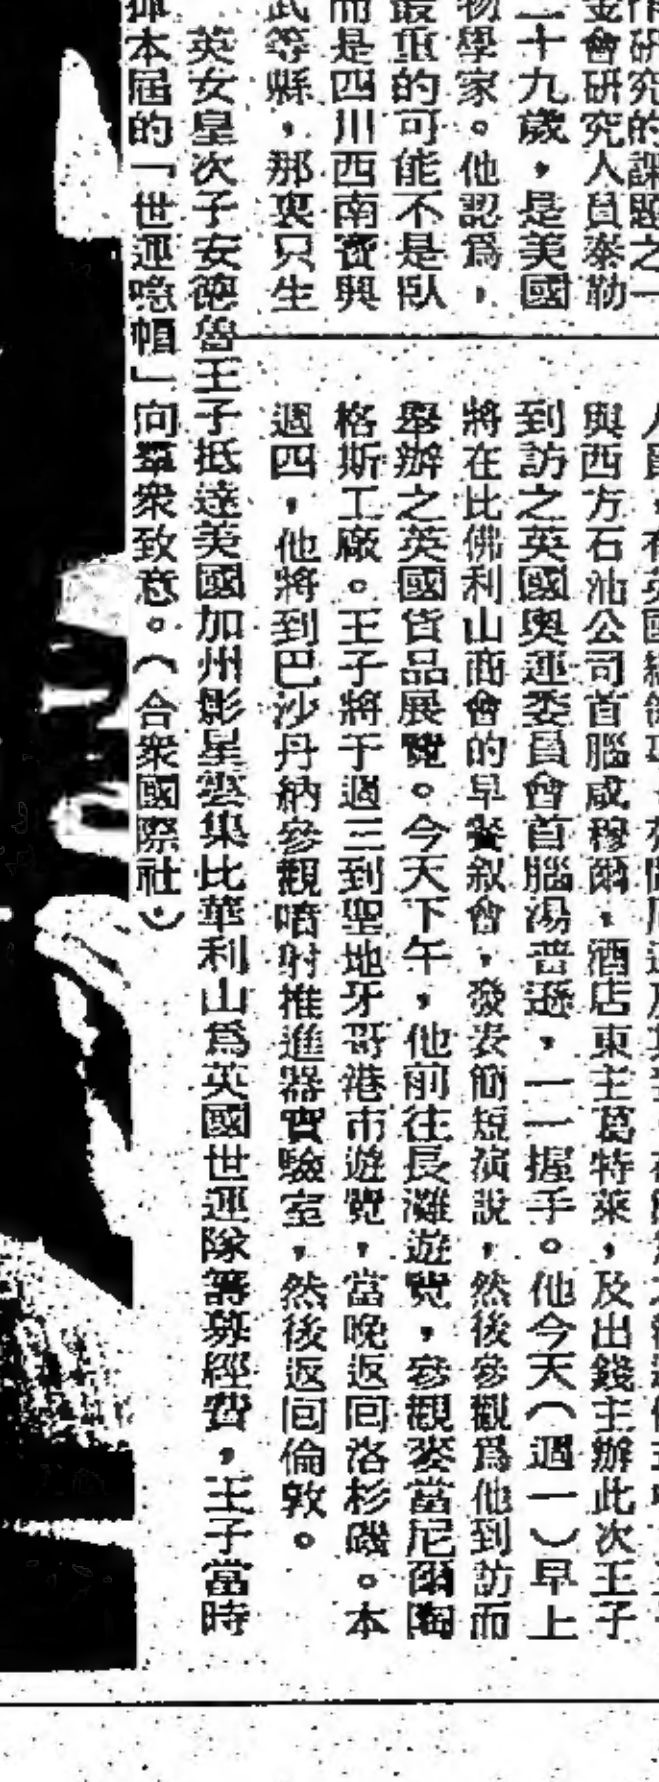 作研究的課題之一
金會研究人員泰勒
二十九歲，是美國
物學家。他認爲，
最重的可能不是臥
而是四川西南寶興
武等縣，那裏只生
與西方石油公司首腦咸穆爾，酒店東主葛特萊，及出錢主辦此次王子
到訪之英國奧運委員會首腦湯普遜，一一握手。他今天（週一）早上
將在比佛利山商會的早餐叙會，發表簡短演說，然後參觀爲他到訪而
舉辦之英國貨品展覽。今天下午，他前往長灘遊覽，參觀麥當尼爾陶
格斯工廠。王子將于週三到聖地牙哥港市遊覽，當晚返回洛杉磯。本
週四，他將到巴沙丹納參觀噴射推進器實驗室，然後返回倫敦。
英女皇次子安德魯王子抵達美國加州影星雲集比華利山爲英國世運隊籌募經費，王子當時
本屆的「世運喼帽」向羣衆致意。（合衆國際社）